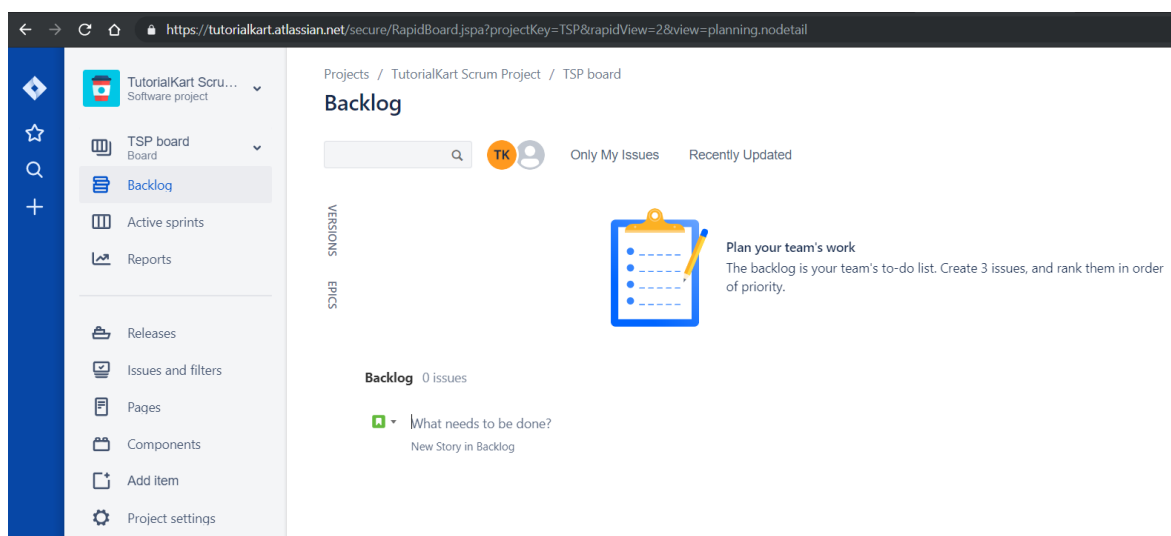 https://tutorialkart.atlassian.net/secure/RapidBoard.jspa?projectKey=TSP&rapidView=2&view=planning.nodetail
TutorialKart Scru...
Software project
TSP board
Board
Backlog
Active sprints
Reports
Releases
Issues and filters
Pages
Components
Add item
Project settings
Projects / TutorialKart Scrum Project / TSP board
Backlog
TK
Only My Issues
Recently Updated
VERSIONS
EPICS
Plan your team's work
The backlog is your team's to-do list. Create 3 issues, and rank them in order
of priority.
Backlog 0 issues
What needs to be done?
New Story in Backlog